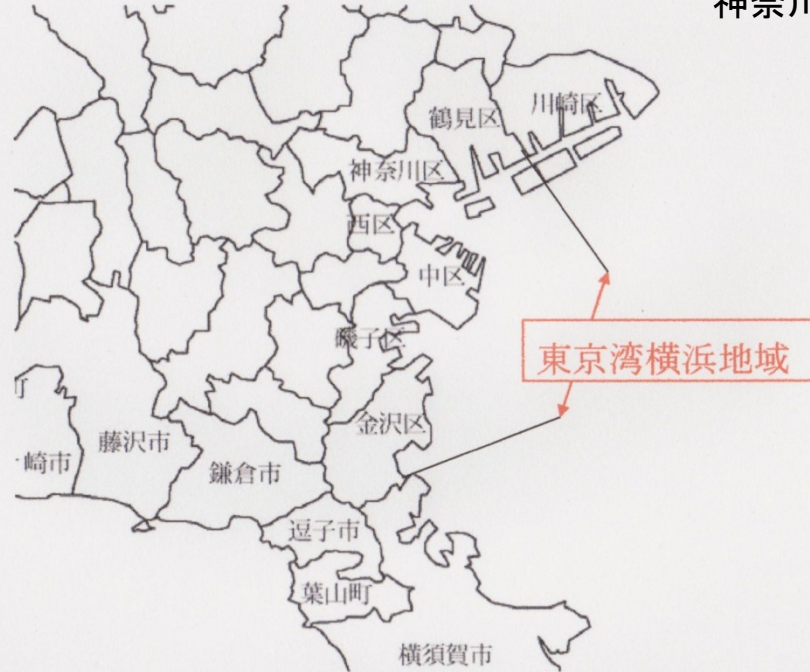 神奈川
川崎区
鶴見区
神奈川区
西区
中区
磯子区
東京湾横浜地域
町
金沢区
藤沢市
崎市
鎌倉市
逗子市
葉山町
横須賀市